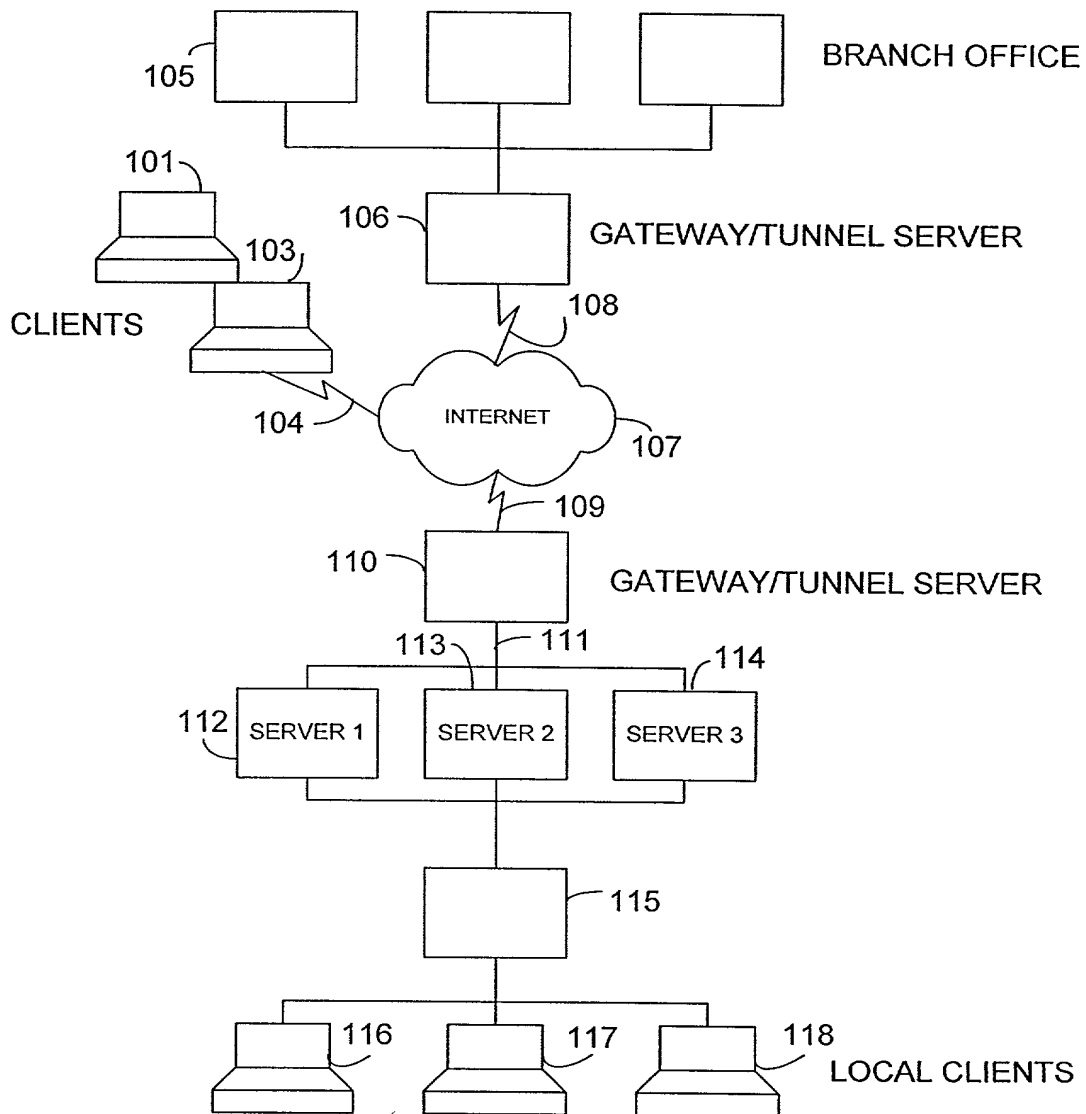 BRANCH OFFICE
105
101
106
GATEWAY/TUNNEL SERVER
103
CLIENTS
108
104
INTERNET
107
109
110
GATEWAY/TUNNEL SERVER
111
113
114
112
SERVER 1
SERVER 2
SERVER 3
115
116
117
118
LOCAL CLIENTS